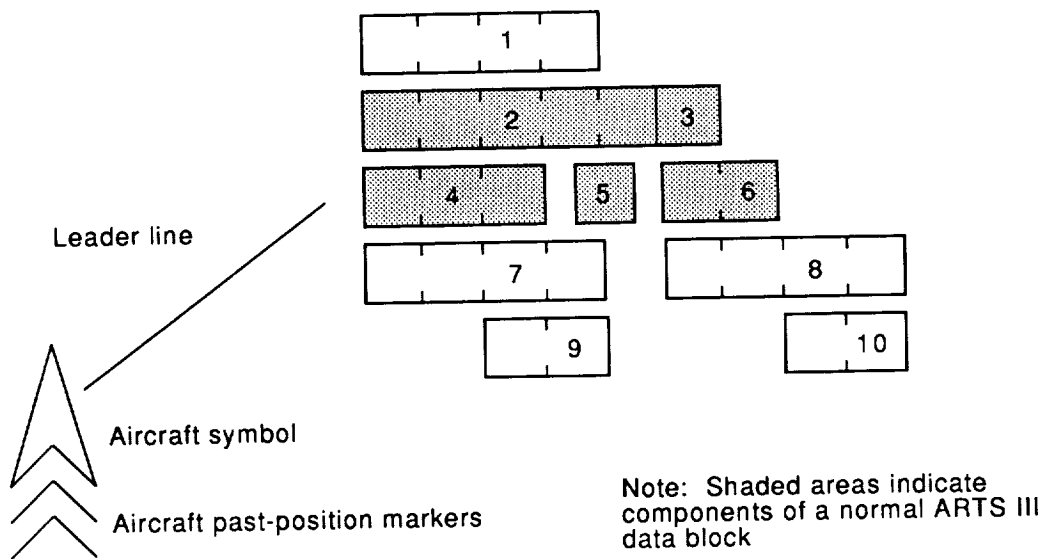 1
2 3
4 5 6
Leader line
7 8
9 10
Aircraft symbol
Note: Shaded areas indicate
components of a normal ARTS III
data block
Aircraft past-position markers